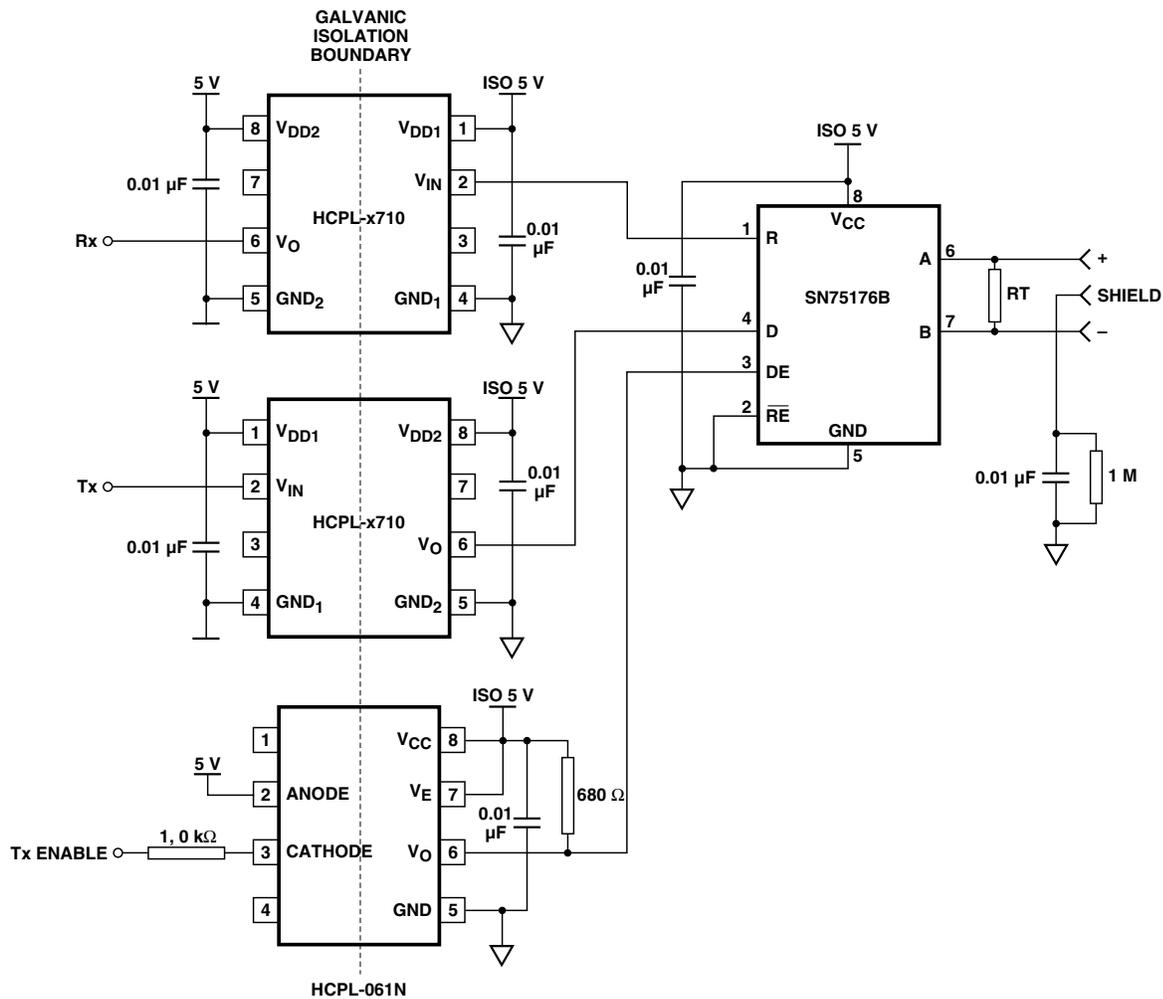 GALVANIC
ISOLATION
BOUNDARY
5 V
ISO 5 V
8 VDD2
VDD1 1
0.01 µF
7
VIN 2
HCPL-x710
Rx
6 VO
3
0.01
µF
5 GND2
GND1 4
ISO 5 V
8
VCC
1
R
0.01
µF
A
6
+
SN75176B
RT
SHIELD
4
D
B
7
–
3
DE
2
RE
GND
5
0.01 µF
1 M
5 V
ISO 5 V
1 VDD1
VDD2 8
Tx
2 VIN
7
0.01
µF
HCPL-x710
0.01 µF
3
VO 6
4 GND1
GND2 5
ISO 5 V
1
VCC 8
5 V
2 ANODE
VE 7
680 Ω
0.01
µF
1, 0 kΩ
Tx ENABLE
3 CATHODE
VO 6
4
GND 5
HCPL-061N